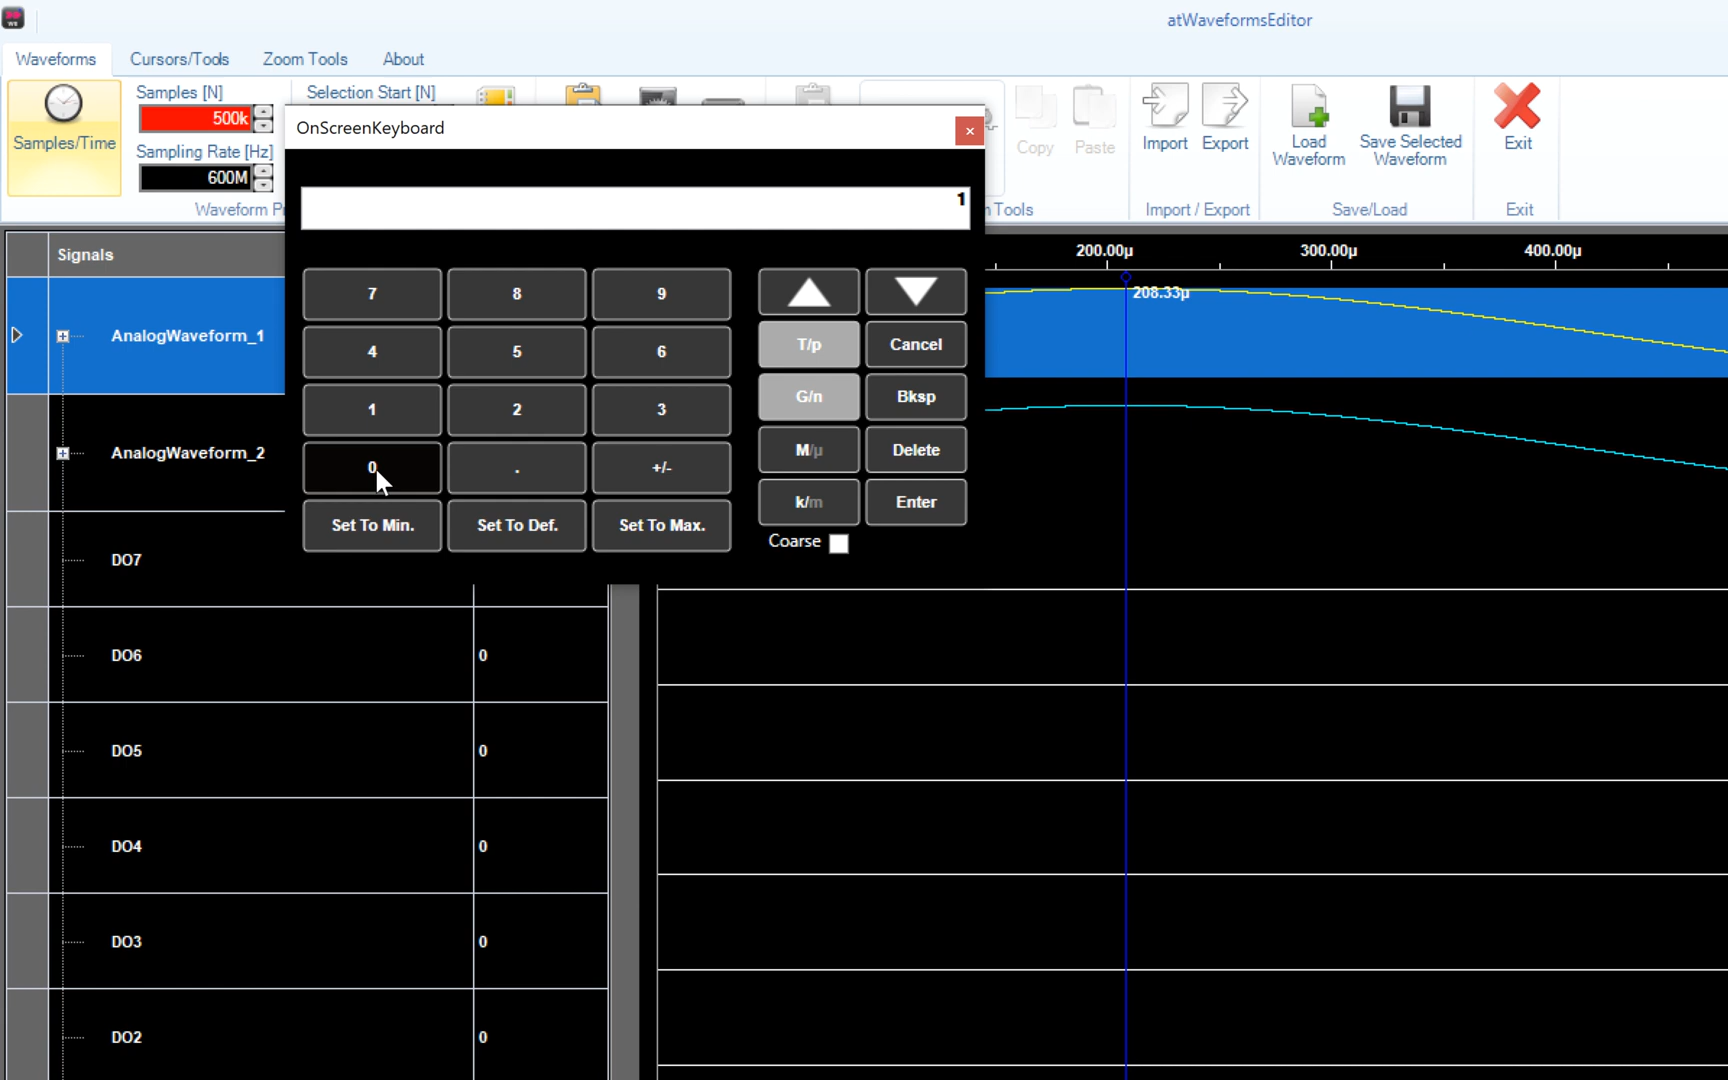 atWaveformsEditor
Waveforms Cursors/Tools Zoom Tools About
Samples/Time
Samples [N]
500k
Sampling Rate [Hz]
600M
Selection Start [N]
Copy Paste
Import Export
Load Waveform
Save Selected Waveform
Exit
Tools Import / Export Save/Load Exit
OnScreenKeyboard
1
7 8 9
4 5 6
1 2 3
0 . +/-
Set To Min. Set To Def. Set To Max.
T/p Cancel
G/n Bksp
M/µ Delete
k/m Enter
Coarse
Signals
200.00µ 300.00µ 400.00µ
208.33µ
AnalogWaveform_1
AnalogWaveform_2
DO7
DO6 0
DO5 0
DO4 0
DO3 0
DO2 0